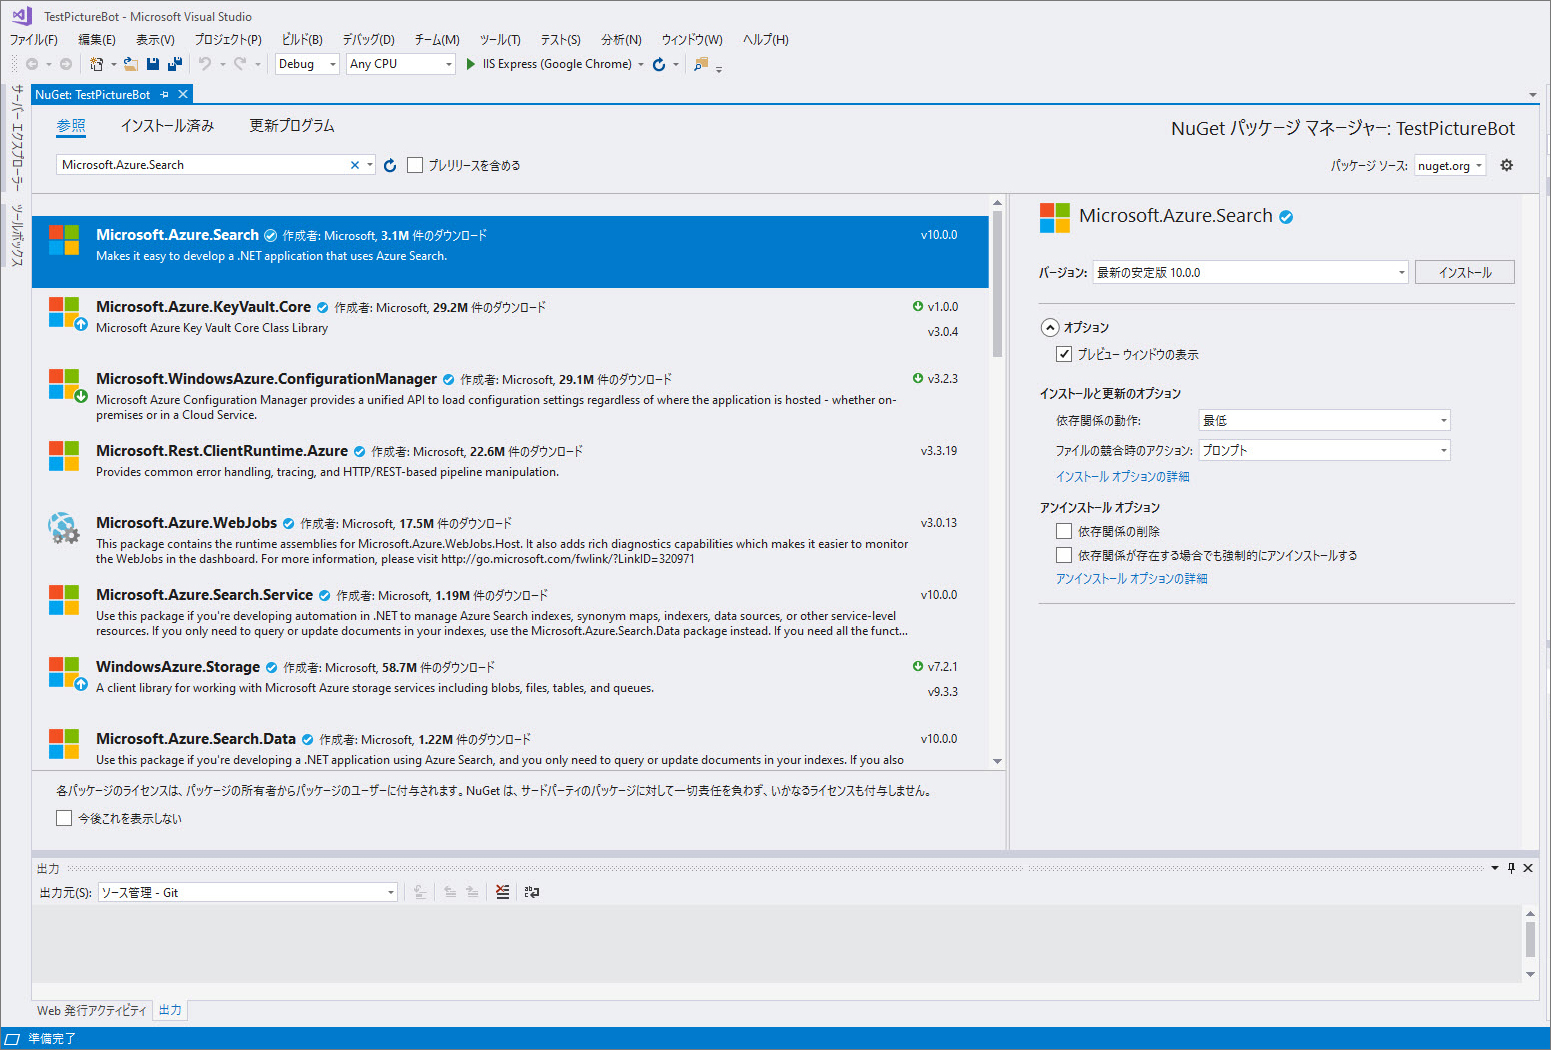 TestPictureBot - Microsoft Visual Studio
ファイル(F) 編集(E) 表示(V) プロジェクト(P) ビルド(B) デバッグ(D) チーム(M) ツール(T) テスト(S) 分析(N) ウィンドウ(W) ヘルプ(H)
Debug Any CPU IIS Express (Google Chrome)
サーバー エクスプローラー
ツールボックス
NuGet: TestPictureBot
参照 インストール済み 更新プログラム
NuGet パッケージ マネージャー: TestPictureBot
Microsoft.Azure.Search
プレリリースを含める
パッケージ ソース: nuget.org
Microsoft.Azure.Search 作成者: Microsoft, 3.1M 件のダウンロード v10.0.0
Makes it easy to develop a .NET application that uses Azure Search.
Microsoft.Azure.KeyVault.Core 作成者: Microsoft, 29.2M 件のダウンロード v1.0.0
Microsoft Azure Key Vault Core Class Library v3.0.4
Microsoft.WindowsAzure.ConfigurationManager 作成者: Microsoft, 29.1M 件のダウンロード v3.2.3
Microsoft Azure Configuration Manager provides a unified API to load configuration settings regardless of where the application is hosted - whether on-
premises or in a Cloud Service.
Microsoft.Rest.ClientRuntime.Azure 作成者: Microsoft, 22.6M 件のダウンロード v3.3.19
Provides common error handling, tracing, and HTTP/REST-based pipeline manipulation.
Microsoft.Azure.WebJobs 作成者: Microsoft, 17.5M 件のダウンロード v3.0.13
This package contains the runtime assemblies for Microsoft.Azure.WebJobs.Host. It also adds rich diagnostics capabilities which makes it easier to monitor
the WebJobs in the dashboard. For more information, please visit http://go.microsoft.com/fwlink/?LinkID=320971
Microsoft.Azure.Search.Service 作成者: Microsoft, 1.19M 件のダウンロード v10.0.0
Use this package if you're developing automation in .NET to manage Azure Search indexes, synonym maps, indexers, data sources, or other service-level
resources. If you only need to query or update documents in your indexes, use the Microsoft.Azure.Search.Data package instead. If you need all the funct...
WindowsAzure.Storage 作成者: Microsoft, 58.7M 件のダウンロード v7.2.1
A client library for working with Microsoft Azure storage services including blobs, files, tables, and queues. v9.3.3
Microsoft.Azure.Search.Data 作成者: Microsoft, 1.22M 件のダウンロード v10.0.0
Use this package if you're developing a .NET application using Azure Search, and you only need to query or update documents in your indexes. If you also
各パッケージのライセンスは、パッケージの所有者からパッケージのユーザーに付与されます。NuGet は、サードパーティのパッケージに対して一切責任を負わず、いかなるライセンスも付与しません。
今後これを表示しない
Microsoft.Azure.Search
バージョン: 最新の安定版 10.0.0 インストール
オプション
プレビュー ウィンドウの表示
インストールと更新のオプション
依存関係の動作: 最低
ファイルの競合時のアクション: プロンプト
インストール オプションの詳細
アンインストール オプション
依存関係の削除
依存関係が存在する場合でも強制的にアンインストールする
アンインストール オプションの詳細
出力
出力元(S): ソース管理 - Git
Web 発行アクティビティ 出力
準備完了